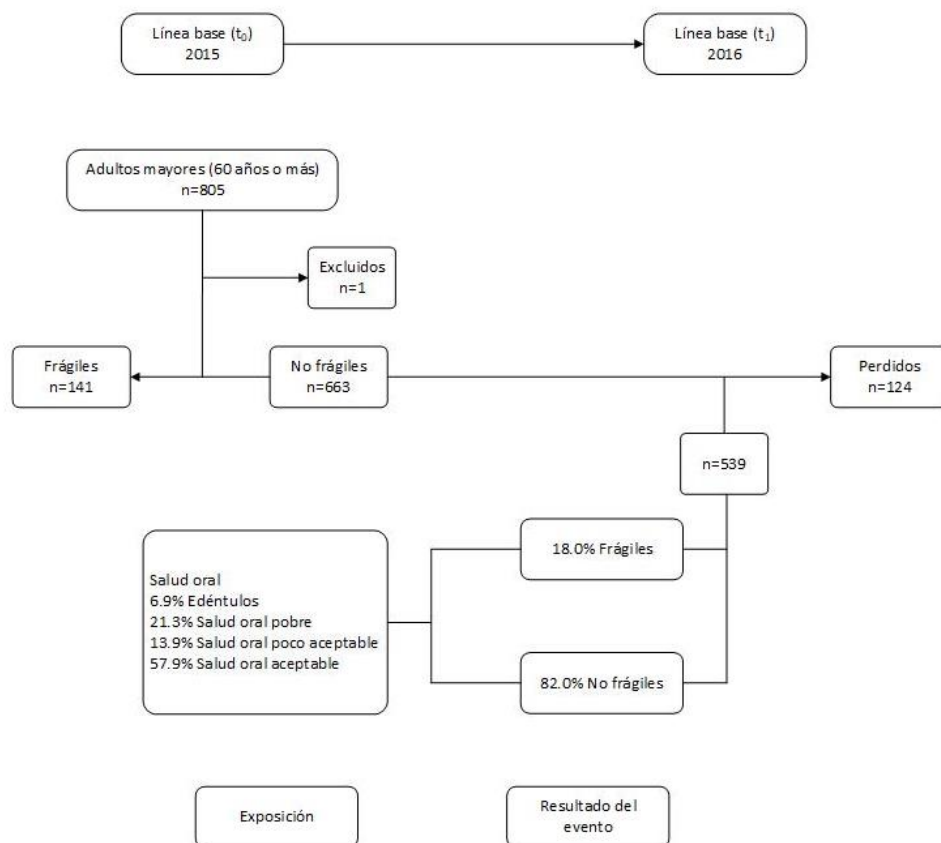 Línea base (t₀)
2015
Línea base (t₁)
2016
Adultos mayores (60 años o más)
n=805
Excluidos
n=1
Frágiles
n=141
No frágiles
n=663
Perdidos
n=124
n=539
Salud oral
6.9% Edéntulos
21.3% Salud oral pobre
13.9% Salud oral poco aceptable
57.9% Salud oral aceptable
18.0% Frágiles
82.0% No frágiles
Exposición
Resultado del
evento